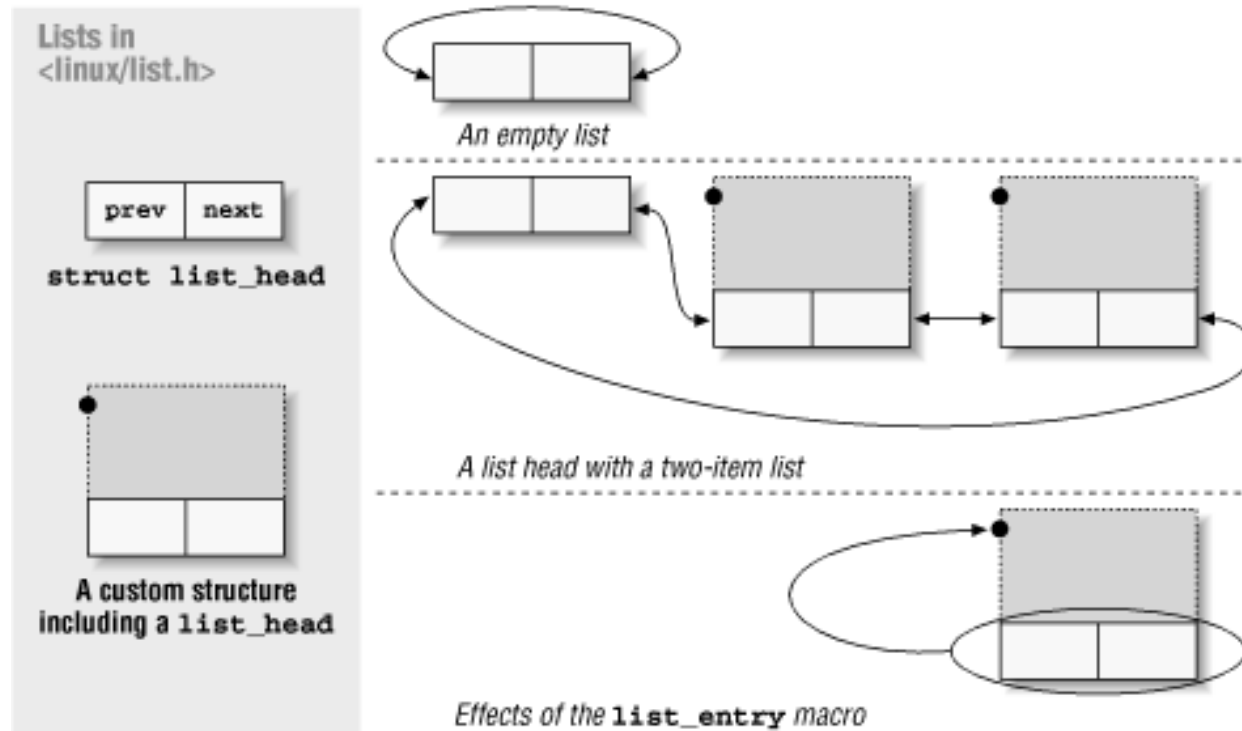 Lists in
<linux/list.h>
prev next
struct list_head
A custom structure
including a list_head
An empty list
A list head with a two-item list
Effects of the list_entry macro